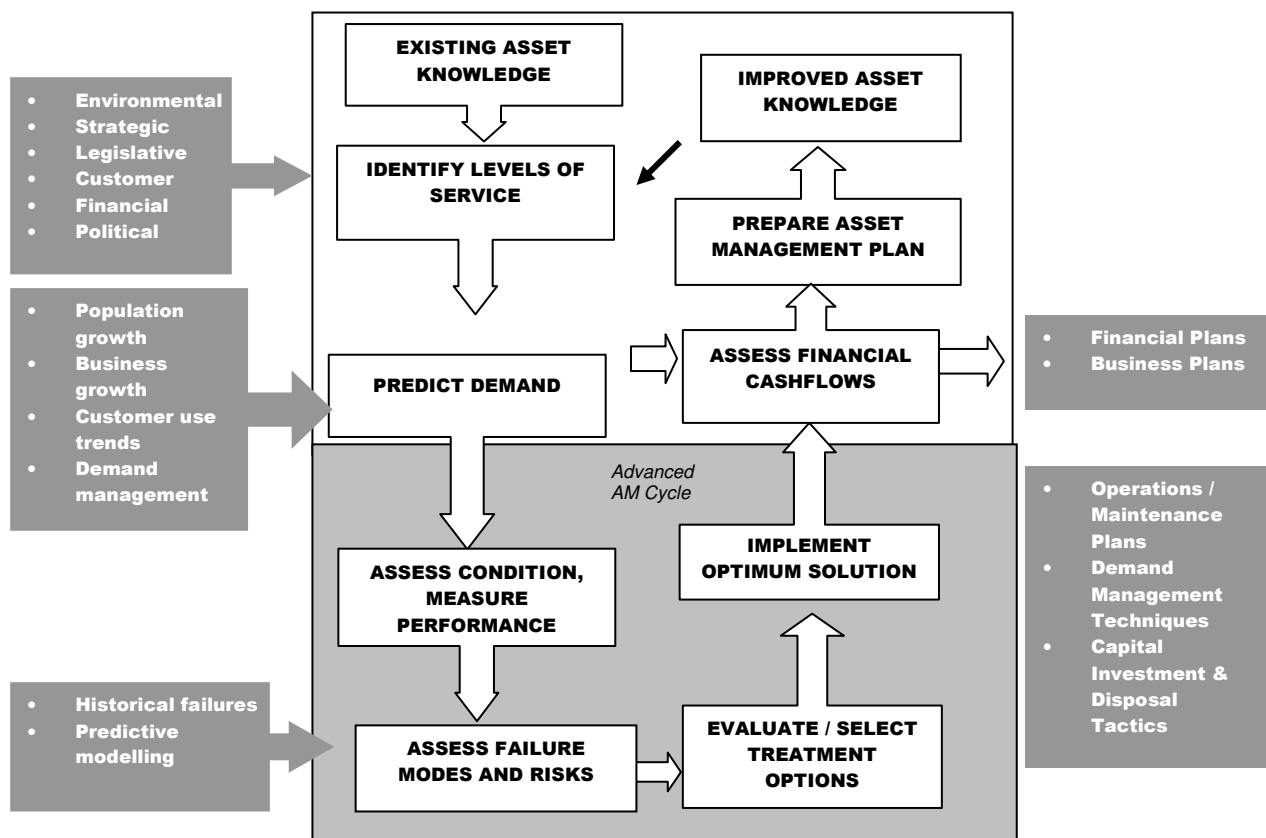 EXISTING ASSET
KNOWLEDGE
IMPROVED ASSET
KNOWLEDGE
• Environmental
• Strategic
• Legislative
• Customer
• Financial
• Political
IDENTIFY LEVELS OF
SERVICE
PREPARE ASSET
MANAGEMENT PLAN
• Population
growth
• Business
growth
• Customer use
trends
• Demand
management
PREDICT DEMAND
ASSESS FINANCIAL
CASHFLOWS
• Financial Plans
• Business Plans
Advanced
AM Cycle
ASSESS CONDITION,
MEASURE
PERFORMANCE
IMPLEMENT
OPTIMUM SOLUTION
• Operations /
Maintenance
Plans
• Demand
Management
Techniques
• Capital
Investment &
Disposal
Tactics
• Historical failures
• Predictive
modelling
ASSESS FAILURE
MODES AND RISKS
EVALUATE / SELECT
TREATMENT
OPTIONS